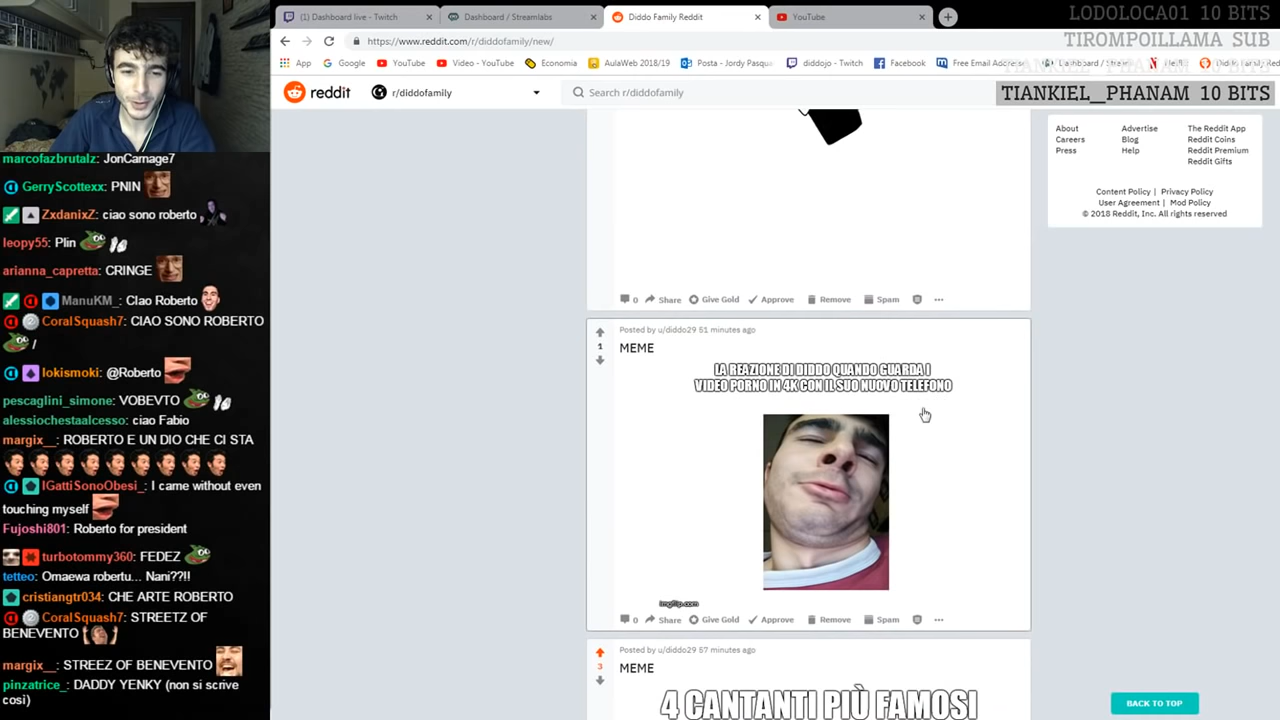 (1) Dashboard live - Twitch
Dashboard / Streamlabs
Diddo Family Reddit
YouTube
LODOLOCA01 10 BITS
TIROMPOILLAMA SUB
TIANKIEL_PHANAM 10 BITS
https://www.reddit.com/r/diddofamily/new/
App
Google
YouTube
Video - YouTube
Economia
AulaWeb 2018/19
Posta - Jordy Pasqua
diddojo - Twitch
Facebook
Free Email Addresse
reddit
r/diddofamily
Search r/diddofamily
marcofazbrutalz: JonCarnage7
GerryScottexx: PNIN
ZxdanixZ: ciao sono roberto
leopy55: Plin
arianna_capretta: CRINGE
ManuKM_: CIao Roberto
CoralSquash7: CIAO SONO ROBERTO
/
lokismoki: @Roberto
pescaglini_simone: VOBEVTO
alessiochestaalcesso: ciao Fabio
margix__: ROBERTO E UN DIO CHE CI STA
IGattiSonoObesi_: I came without even
touching myself
Fujoshi801: Roberto for president
turbotommy360: FEDEZ
tetteo: Omaewa robertu... Nani??!!
cristiangtr034: CHE ARTE ROBERTO
CoralSquash7: STREETZ OF
BENEVENTO
margix__: STREEZ OF BENEVENTO
pinzatrice_: DADDY YENKY (non si scrive
così)
0 Share Give Gold Approve Remove Spam
Posted by u/diddo29 51 minutes ago
1
MEME
LA REAZIONE DI DIDDO QUANDO GUARDA I
VIDEO PORNO IN 4K CON IL SUO NUOVO TELEFONO
imgflip.com
0 Share Give Gold Approve Remove Spam
Posted by u/diddo29 57 minutes ago
3
MEME
4 CANTANTI PIÙ FAMOSI
About Advertise The Reddit App
Careers Blog Reddit Coins
Press Help Reddit Premium
Reddit Gifts
Content Policy | Privacy Policy
User Agreement | Mod Policy
© 2018 Reddit, Inc. All rights reserved
BACK TO TOP